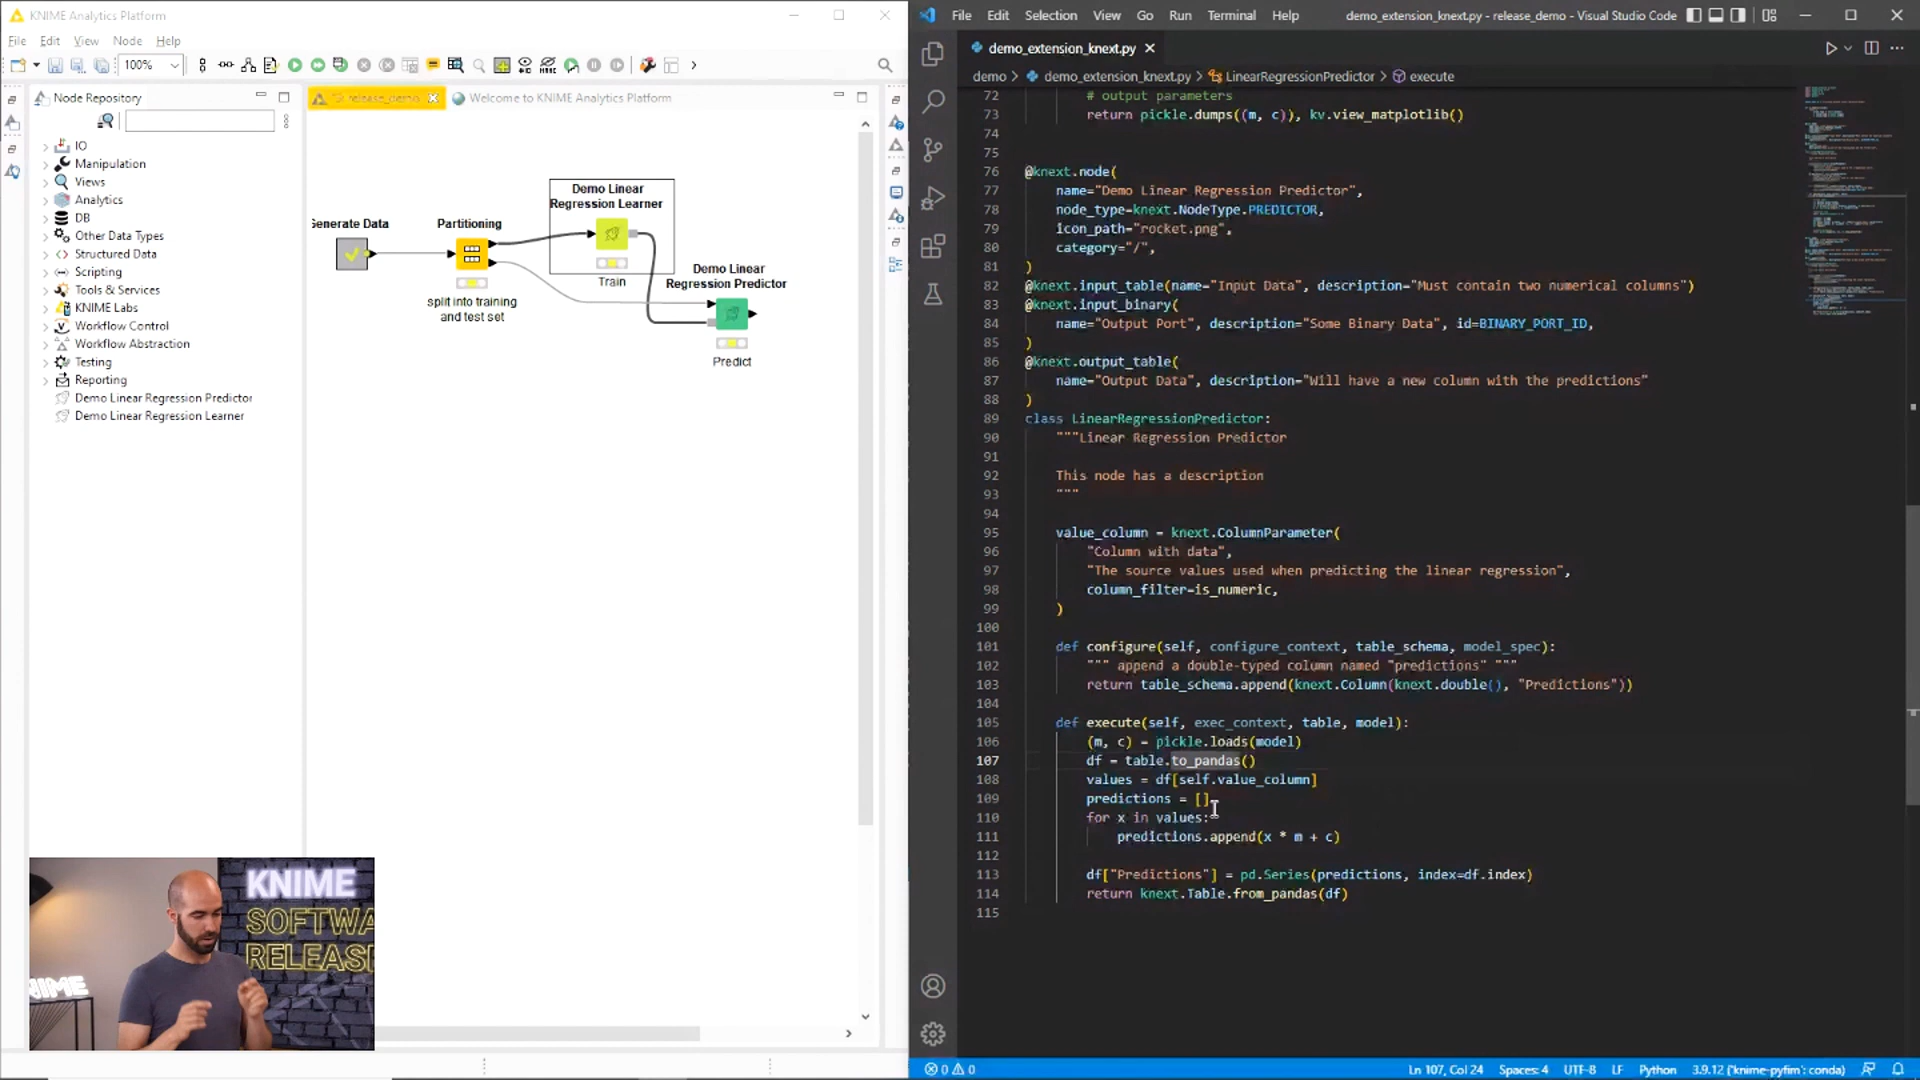 KNIME Analytics Platform
File Edit View Node Help
100%
Node Repository
IO
Manipulation
Views
Analytics
DB
Other Data Types
Structured Data
Scripting
Tools & Services
KNIME Labs
Workflow Control
Workflow Abstraction
Testing
Reporting
Demo Linear Regression Predictor
Demo Linear Regression Learner
release_demo
Welcome to KNIME Analytics Platform
Generate Data
Partitioning
split into training
and test set
Demo Linear
Regression Learner
Train
Demo Linear
Regression Predictor
Predict
KNIME
SOFTWA
RELEASE
NIME
File Edit Selection View Go Run Terminal Help
demo_extension_knext.py - release_demo - Visual Studio Code
demo_extension_knext.py
demo > demo_extension_knext.py > LinearRegressionPredictor > execute
72 # output parameters
73 return pickle.dumps((m, c)), kv.view_matplotlib()
74
75
76 @knext.node(
77 name="Demo Linear Regression Predictor",
78 node_type=knext.NodeType.PREDICTOR,
79 icon_path="rocket.png",
80 category="/",
81 )
82 @knext.input_table(name="Input Data", description="Must contain two numerical columns")
83 @knext.input_binary(
84 name="Output Port", description="Some Binary Data", id=BINARY_PORT_ID,
85 )
86 @knext.output_table(
87 name="Output Data", description="Will have a new column with the predictions"
88 )
89 class LinearRegressionPredictor:
90 """Linear Regression Predictor
91
92 This node has a description
93 """
94
95 value_column = knext.ColumnParameter(
96 "Column with data",
97 "The source values used when predicting the linear regression",
98 column_filter=is_numeric,
99 )
100
101 def configure(self, configure_context, table_schema, model_spec):
102 """ append a double-typed column named "predictions" """
103 return table_schema.append(knext.Column(knext.double(), "Predictions"))
104
105 def execute(self, exec_context, table, model):
106 (m, c) = pickle.loads(model)
107 df = table.to_pandas()
108 values = df[self.value_column]
109 predictions = []
110 for x in values:
111 predictions.append(x * m + c)
112
113 df["Predictions"] = pd.Series(predictions, index=df.index)
114 return knext.Table.from_pandas(df)
115
0 0 Ln 107, Col 24 Spaces: 4 UTF-8 LF Python 3.9.12 ('knime-pyfim': conda)